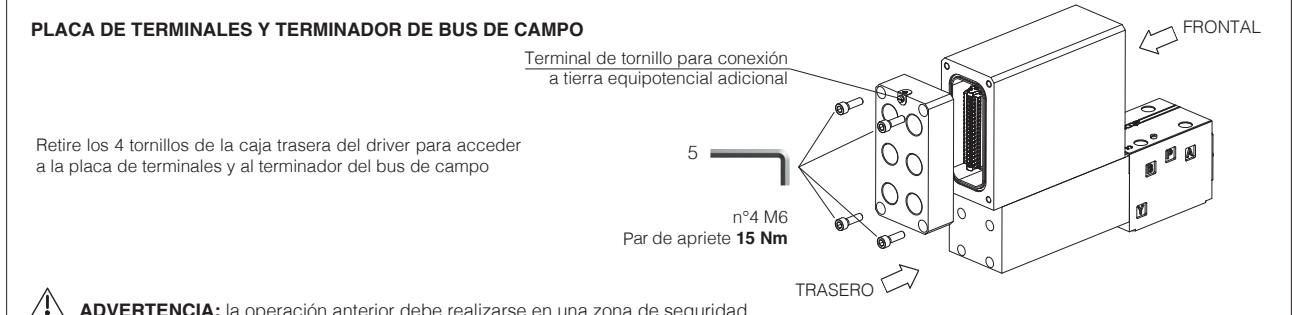 PLACA DE TERMINALES Y TERMINADOR DE BUS DE CAMPO
FRONTAL
Terminal de tornillo para conexión
a tierra equipotencial adicional
Retire los 4 tornillos de la caja trasera del driver para acceder
a la placa de terminales y al terminador del bus de campo
5
n°4 M6
Par de apriete 15 Nm
B P A
Y
TRASERO
ADVERTENCIA: la operación anterior debe realizarse en una zona de seguridad